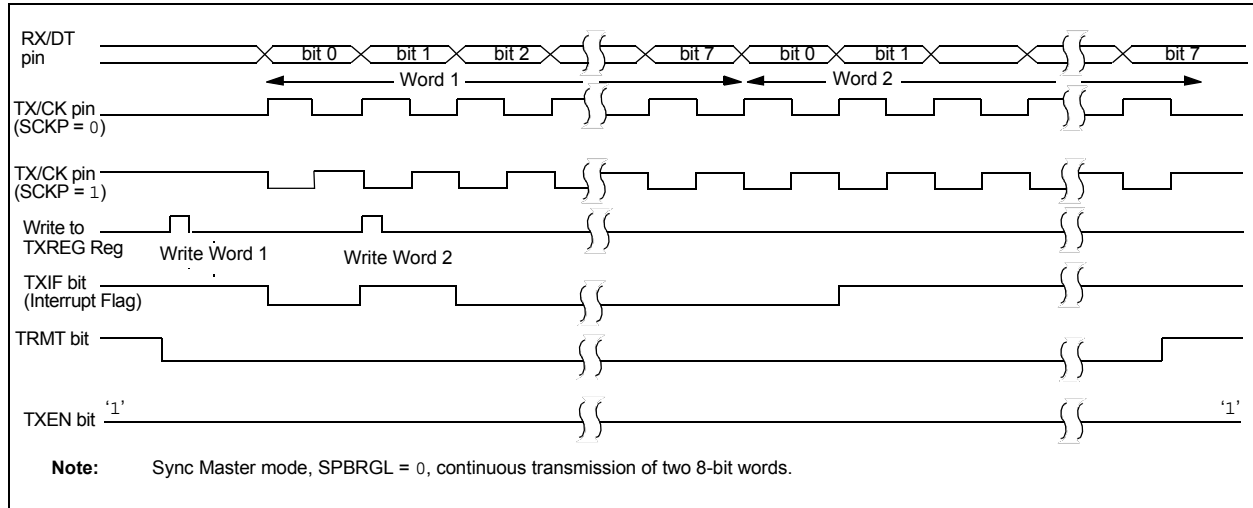 RX/DT
pin
bit 0 bit 1 bit 2 bit 7 bit 0 bit 1 bit 7
Word 1 Word 2
TX/CK pin
(SCKP = 0)
TX/CK pin
(SCKP = 1)
Write to
TXREG Reg
Write Word 1 Write Word 2
TXIF bit
(Interrupt Flag)
TRMT bit
TXEN bit ‘1’ ‘1’
Note: Sync Master mode, SPBRGL = 0, continuous transmission of two 8-bit words.